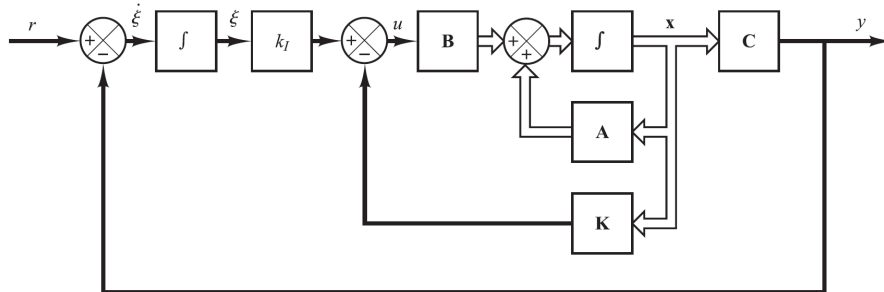 r + − ξ̇ ∫ ξ k_I + − u B + + ∫ x C y
A
K